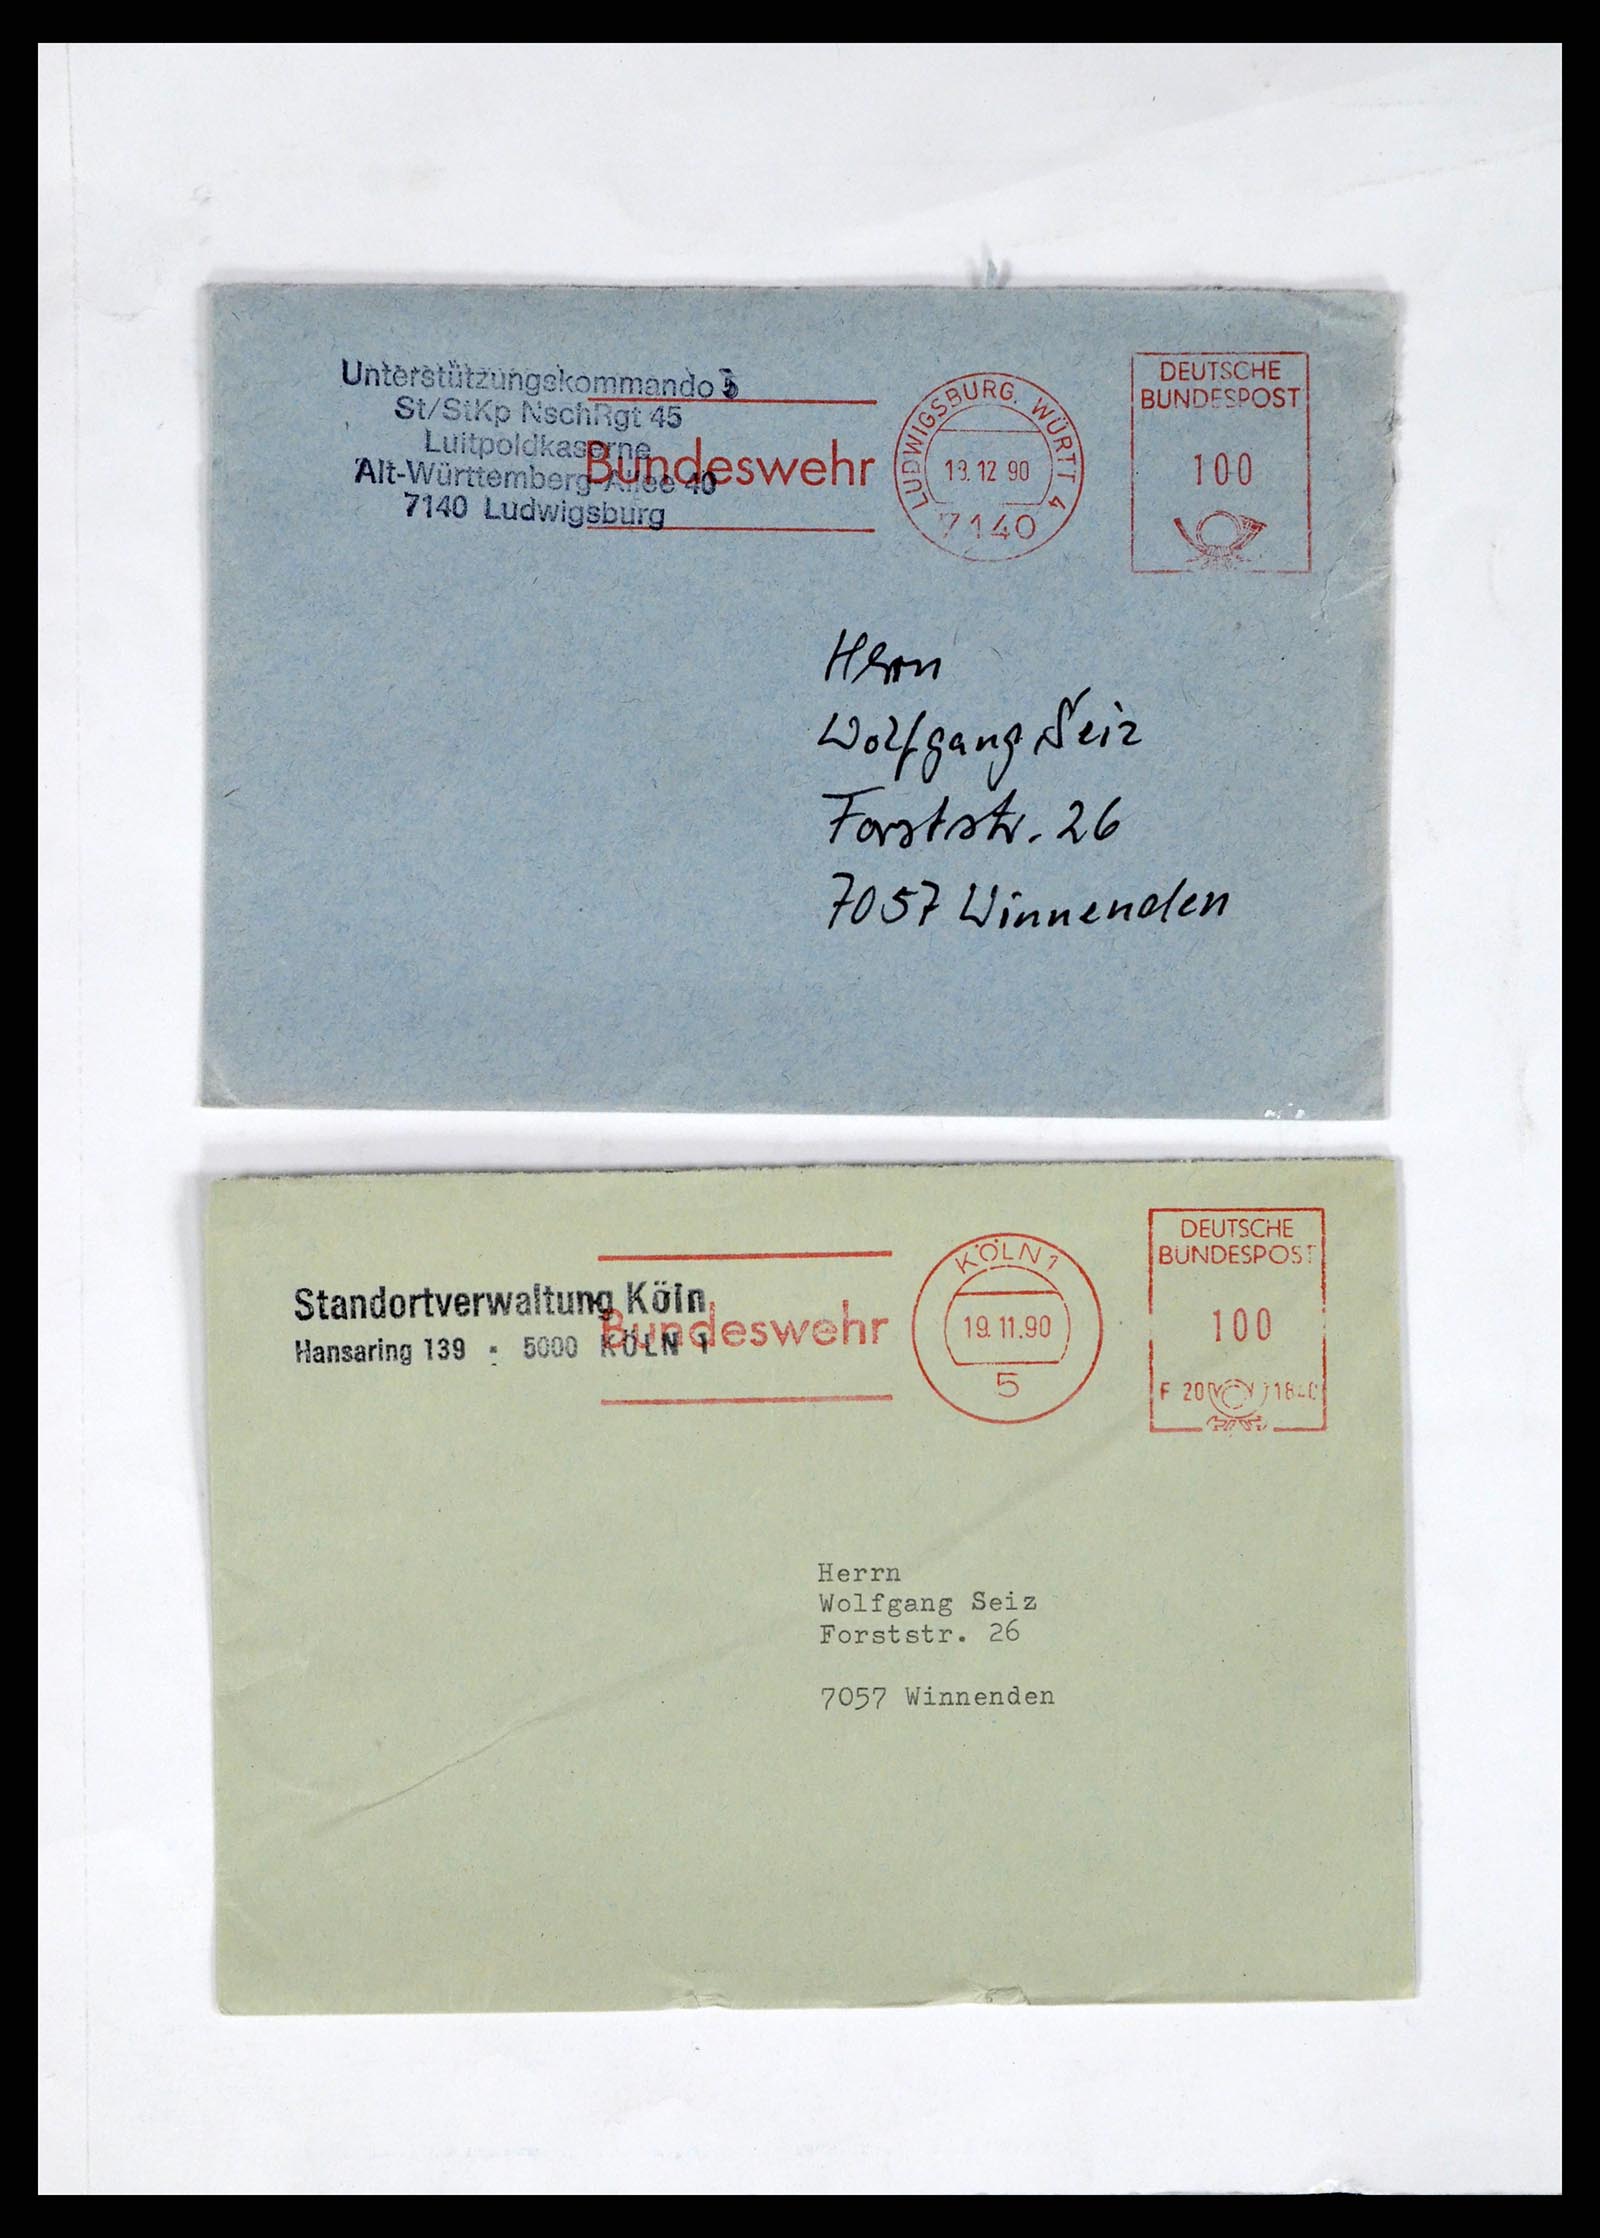 Unterstützungskommando 5
St/StKp NschRgt 45
Luitpoldkaserne
Alt-Württemberg-Allee 40
7140 Ludwigsburg
Bundeswehr
LUDWIGSBURG, WÜRTT 4
13.12 90
7140
DEUTSCHE
BUNDESPOST
100
Herrn
Wolfgang Seiz
Forststr. 26
7057 Winnenden
Standortverwaltung Köln
Hansaring 139 · 5000 KÖLN 1
Bundeswehr
KÖLN 1
19.11.90
5
DEUTSCHE
BUNDESPOST
100
F 20
Herrn
Wolfgang Seiz
Forststr. 26
7057 Winnenden